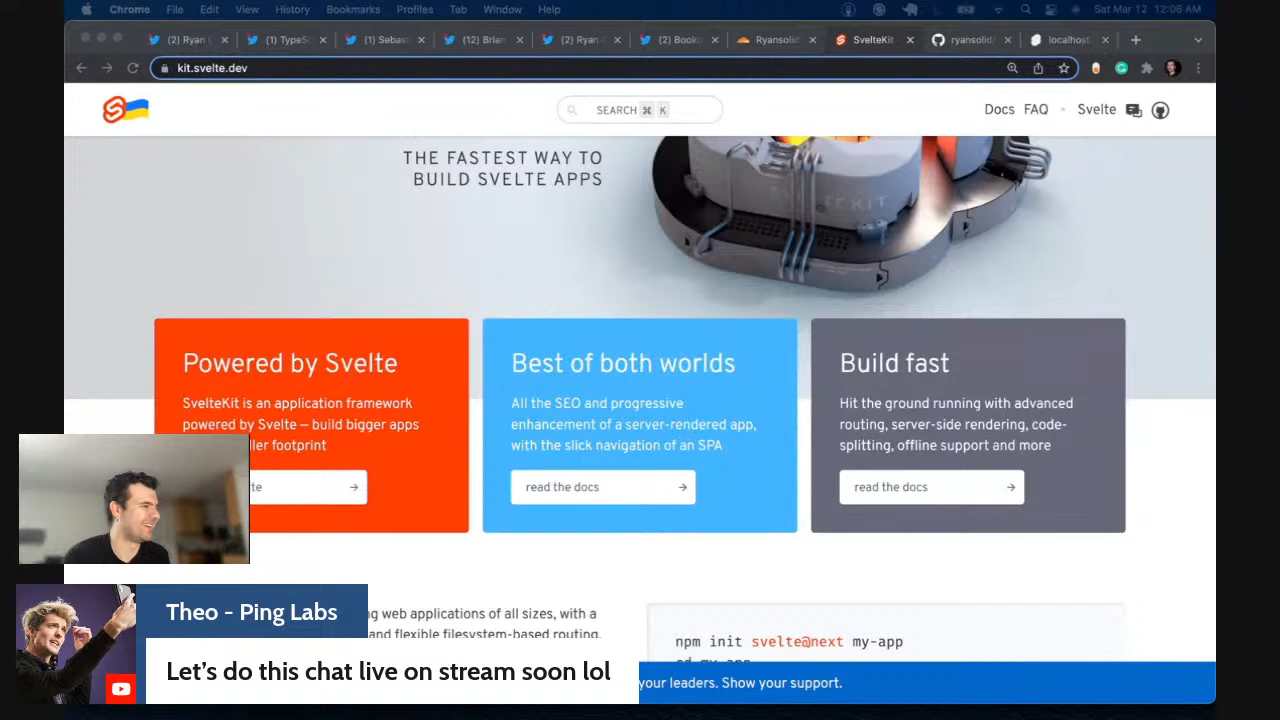 Chrome File Edit View History Bookmarks Profiles Tab Window Help Sat Mar 12 12:06 AM
(2) Ryan (1) TypeS (1) Sebas (12) Brian (2) Ryan (2) Book Ryansolid SvelteKit ryansolid/ localhost
kit.svelte.dev
SEARCH ⌘ K Docs FAQ • Svelte
THE FASTEST WAY TO
BUILD SVELTE APPS
Powered by Svelte
SvelteKit is an application framework
powered by Svelte — build bigger apps
footprint
Best of both worlds
All the SEO and progressive
enhancement of a server-rendered app,
with the slick navigation of an SPA
read the docs →
Build fast
Hit the ground running with advanced
routing, server-side rendering, code-
splitting, offline support and more
read the docs →
web applications of all sizes, with a
and flexible filesystem-based routing.
npm init svelte@next my-app
cd my-app
your leaders. Show your support.
Theo - Ping Labs
Let's do this chat live on stream soon lol